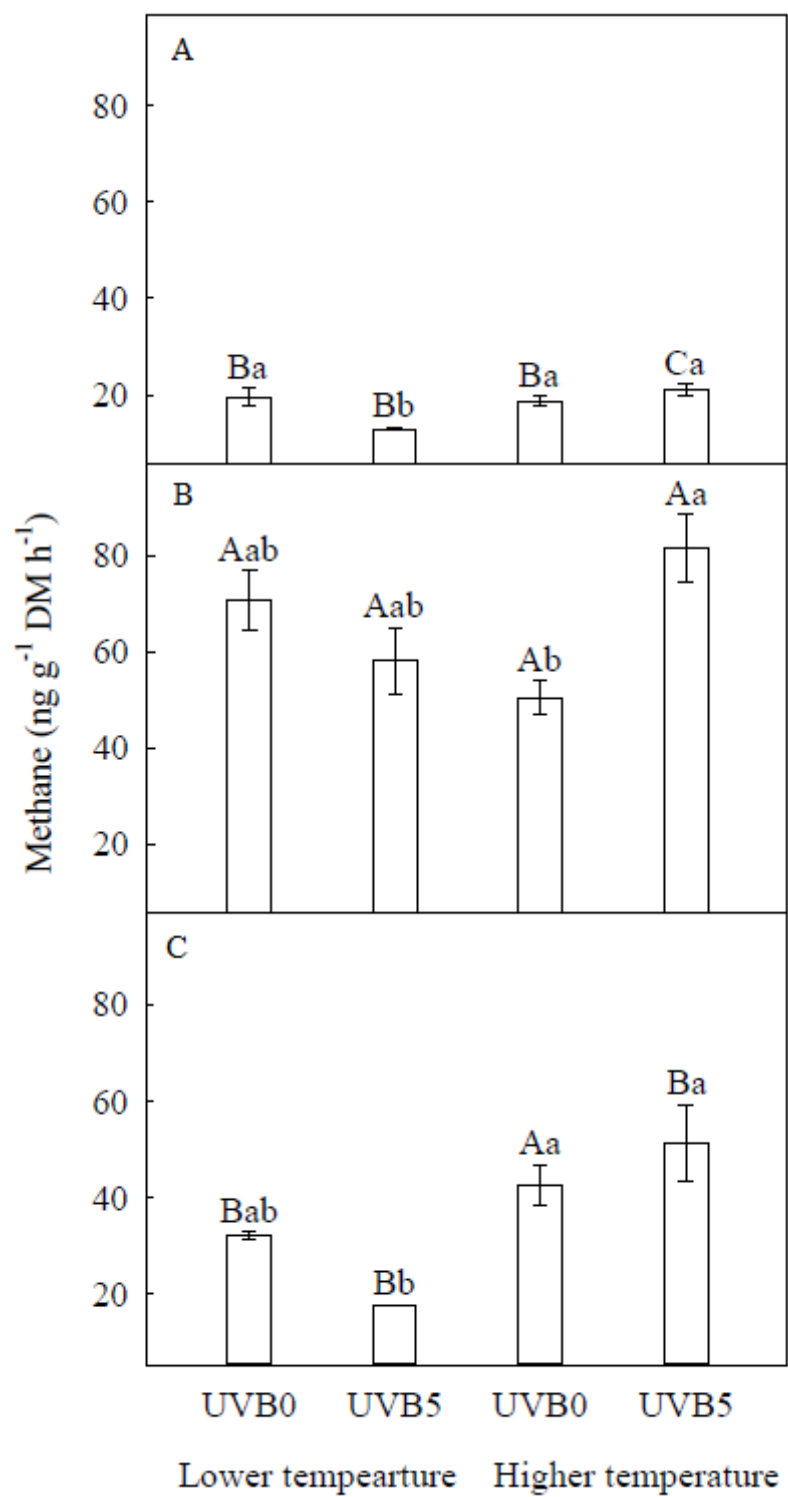 A
80
60
40
20
Ba
Bb
Ba
Ca
B
80
60
40
20
Aab
Aab
Ab
Aa
Methane (ng g⁻¹ DM h⁻¹)
C
80
60
40
20
Bab
Bb
Aa
Ba
UVB0 UVB5 UVB0 UVB5
Lower tempearture Higher temperature